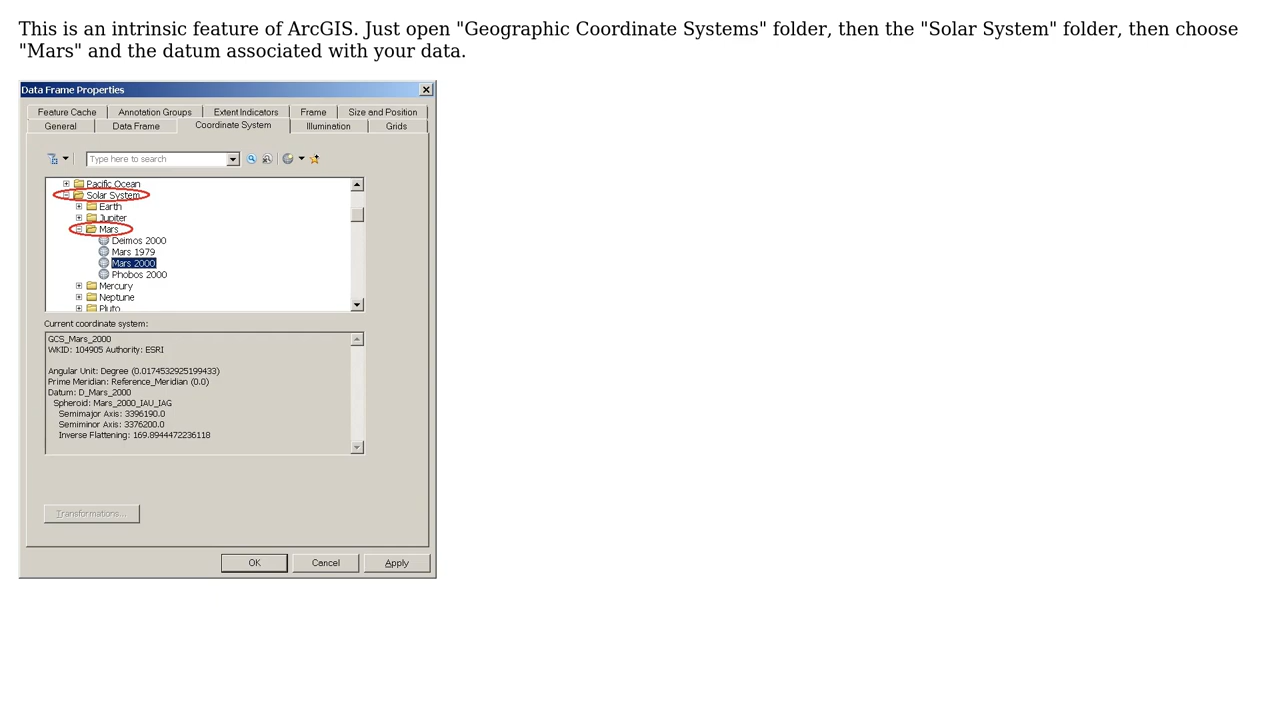 This is an intrinsic feature of ArcGIS. Just open "Geographic Coordinate Systems" folder, then the "Solar System" folder, then choose
"Mars" and the datum associated with your data.
Data Frame Properties
Feature Cache Annotation Groups Extent Indicators Frame Size and Position
General Data Frame Coordinate System Illumination Grids
Type here to search
Pacific Ocean
Solar System
Earth
Jupiter
Mars
Deimos 2000
Mars 1979
Mars 2000
Phobos 2000
Mercury
Neptune
Pluto
Current coordinate system:
GCS_Mars_2000
WKID: 104905 Authority: ESRI
Angular Unit: Degree (0.0174532925199433)
Prime Meridian: Reference_Meridian (0.0)
Datum: D_Mars_2000
Spheroid: Mars_2000_IAU_IAG
Semimajor Axis: 3396190.0
Semiminor Axis: 3376200.0
Inverse Flattening: 169.8944472236118
Transformations...
OK Cancel Apply